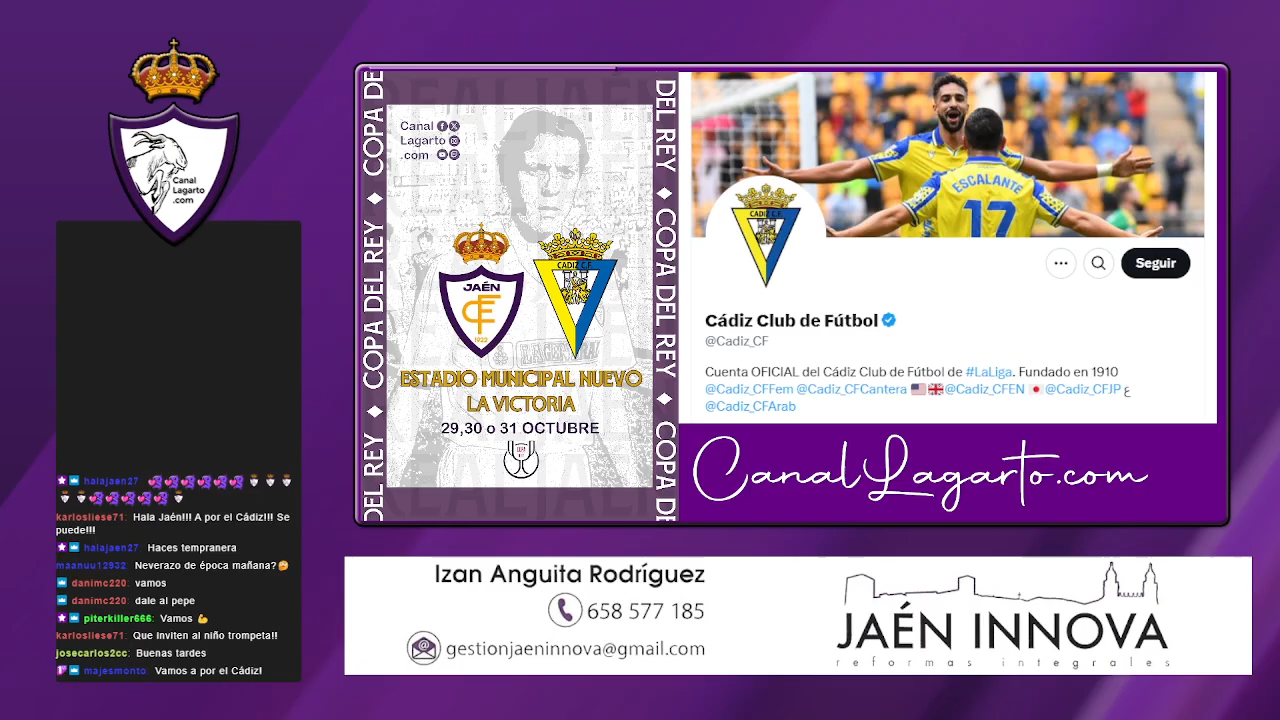 Canal
Lagarto
.com
halajaen27
karlosliese71: Hala Jaén!!! A por el Cádiz!!! Se
puede!!!
halajaen27 Haces tempranera
maanuu12932: Neverazo de época mañana?🤔
danimc220: vamos
danimc220: dale al pepe
piterkiller666: Vamos 💪
karlosliese71: Que inviten al niño trompeta!!
josecarlos2cc: Buenas tardes
majesmonto: Vamos a por el Cádiz!
DEL REY ◆ COPA DEL REY ◆ COPA DE
Canal
Lagarto
.com
JAÉN
CF
1922
CADIZ C.F.
ESTADIO MUNICIPAL NUEVO
LA VICTORIA
29,30 o 31 OCTUBRE
DEL REY ◆ COPA DEL REY ◆ COPA DE
ESCALANTE
17
CADIZ C.F.
Seguir
Cádiz Club de Fútbol
@Cadiz_CF
Cuenta OFICIAL del Cádiz Club de Fútbol de #LaLiga. Fundado en 1910
@Cadiz_CFFem @Cadiz_CFCantera 🇺🇸🇬🇧@Cadiz_CFEN 🇯🇵@Cadiz_CFJP ع
@Cadiz_CFArab
CanalLagarto.com
Izan Anguita Rodríguez
658 577 185
gestionjaeninnova@gmail.com
JAÉN INNOVA
reformas integrales